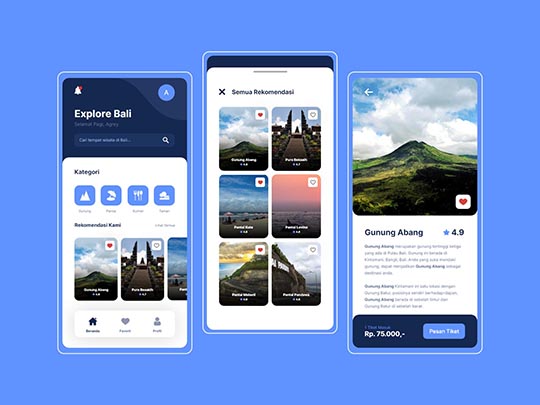 A
Explore Bali
Selamat Pagi, Agrey
Cari tempat wisata di Bali...
Kategori
Gunung
Pantai
Kuliner
Taman
Rekomendasi Kami
Lihat Semua
Gunung Abang
4.9
Pura Besakih
4.7
Beranda
Favorit
Profil
Semua Rekomendasi
Gunung Abang
4.9
Pura Besakih
4.7
Pantai Kuta
4.8
Pantai Lovina
4.8
Pantai Melasti
4.8
Pantai Pandawa
4.8
Gunung Abang
4.9
Gunung Abang merupakan gunung tertinggi ketiga
yang ada di Pulau Bali. Gunung ini berada di
Kintamani, Bangli, Bali. Anda yang suka mendaki
gunung, dapat menjadikan Gunung Abang sebagai
destinasi anda.
Gunung Abang Kintamani ini satu lokasi dengan
Gunung Batur, posisinya sendiri berhadap-hadapan.
Gunung Abang berada di sebelah timur dan
Gunung Batur di sebelah barat.
1 Tiket Masuk
Rp. 75.000,-
Pesan Tiket